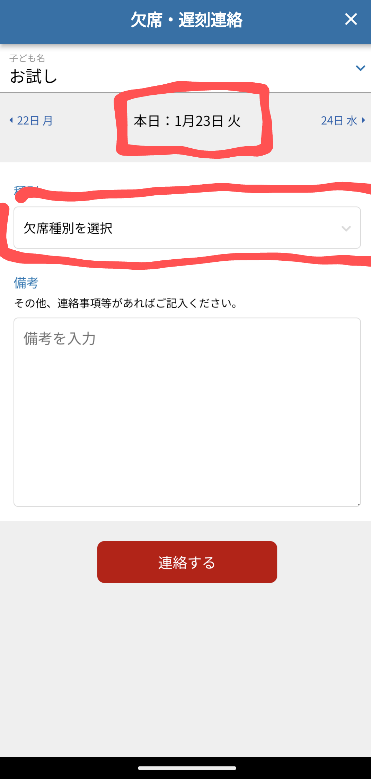 欠席・遅刻連絡
×
子ども名
お試し
22日 月
本日：1月23日 火
24日 水
欠席種別を選択
備考
その他、連絡事項等があればご記入ください。
備考を入力
連絡する